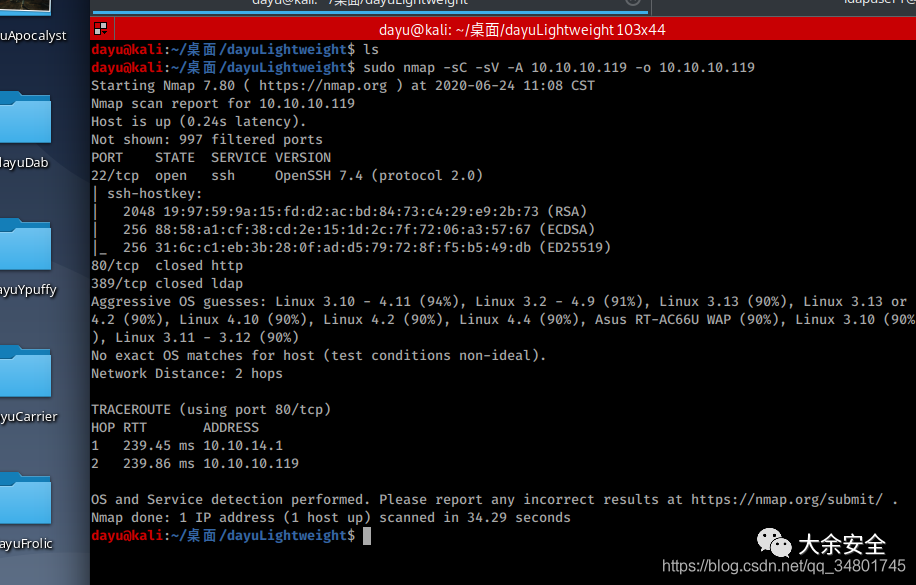 dayu@kali: ~/桌面/dayuLightweight
uApocalyst
dayu@kali: ~/桌面/dayuLightweight 103x44
dayu@kali:~/桌面/dayuLightweight$ ls
dayu@kali:~/桌面/dayuLightweight$ sudo nmap -sC -sV -A 10.10.10.119 -o 10.10.10.119
Starting Nmap 7.80 ( https://nmap.org ) at 2020-06-24 11:08 CST
Nmap scan report for 10.10.10.119
Host is up (0.24s latency).
Not shown: 997 filtered ports
PORT    STATE  SERVICE VERSION
22/tcp  open   ssh     OpenSSH 7.4 (protocol 2.0)
| ssh-hostkey:
|   2048 19:97:59:9a:15:fd:d2:ac:bd:84:73:c4:29:e9:2b:73 (RSA)
|   256 88:58:a1:cf:38:cd:2e:15:1d:2c:7f:72:06:a3:57:67 (ECDSA)
|_  256 31:6c:c1:eb:3b:28:0f:ad:d5:79:72:8f:f5:b5:49:db (ED25519)
80/tcp  closed http
389/tcp closed ldap
Aggressive OS guesses: Linux 3.10 - 4.11 (94%), Linux 3.2 - 4.9 (91%), Linux 3.13 (90%), Linux 3.13 or
4.2 (90%), Linux 4.10 (90%), Linux 4.2 (90%), Linux 4.4 (90%), Asus RT-AC66U WAP (90%), Linux 3.10 (90%
), Linux 3.11 - 3.12 (90%)
No exact OS matches for host (test conditions non-ideal).
Network Distance: 2 hops
TRACEROUTE (using port 80/tcp)
HOP RTT       ADDRESS
1   239.45 ms 10.10.14.1
2   239.86 ms 10.10.10.119
OS and Service detection performed. Please report any incorrect results at https://nmap.org/submit/ .
Nmap done: 1 IP address (1 host up) scanned in 34.29 seconds
dayu@kali:~/桌面/dayuLightweight$
ayuDab
ayuYpuffy
yuCarrier
ayuFrolic
大余安全
https://blog.csdn.net/qq_34801745